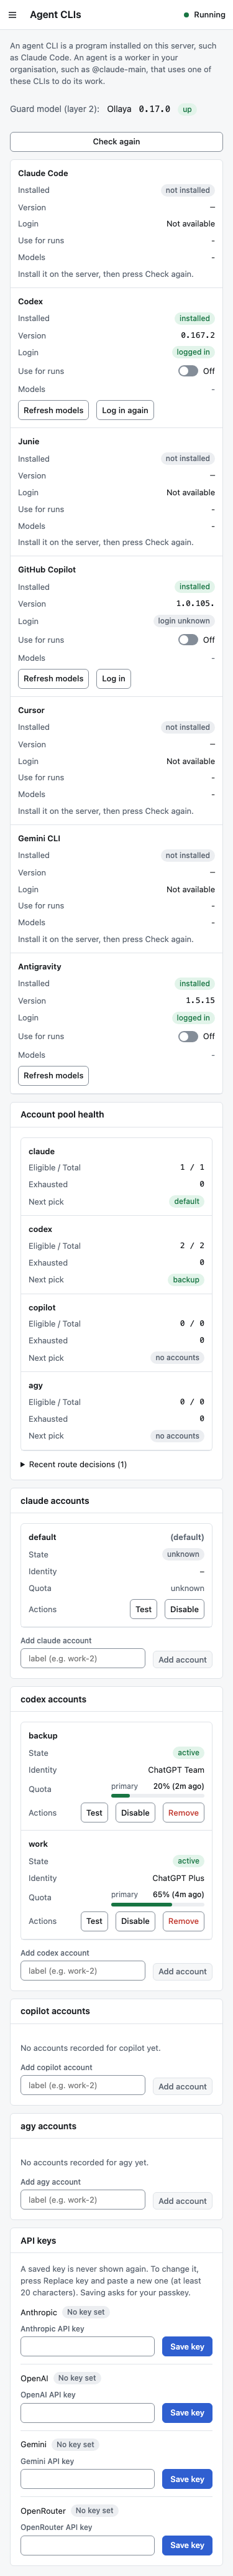 Agent CLIs
Running
An Agent CLI is a program installed on this server, such
as Claude Code. An agent is a worker in your
organisation, such as @claude-main, that uses one of
these CLIs to do its work.
Guard model (layer 2): Ollaya 0.17.0 up
Check again
Claude Code
Installed not installed
Version —
Login Not available
Use for runs -
Models -
Install it on the server, then press Check again.
Codex
Installed installed
Version 0.167.2
Login logged in
Use for runs Off
Models -
Refresh models Log in again
Junie
Installed not installed
Version —
Login Not available
Use for runs -
Models -
Install it on the server, then press Check again.
GitHub Copilot
Installed installed
Version 1.0.105.
Login login unknown
Use for runs Off
Models -
Refresh models Log in
Cursor
Installed not installed
Version —
Login Not available
Use for runs -
Models -
Install it on the server, then press Check again.
Gemini CLI
Installed not installed
Version —
Login Not available
Use for runs -
Models -
Install it on the server, then press Check again.
Antigravity
Installed installed
Version 1.5.15
Login logged in
Use for runs Off
Models -
Refresh models
Account pool health
claude
Eligible / Total 1 / 1
Exhausted 0
Next pick default
codex
Eligible / Total 2 / 2
Exhausted 0
Next pick backup
copilot
Eligible / Total 0 / 0
Exhausted 0
Next pick no accounts
agy
Eligible / Total 0 / 0
Exhausted 0
Next pick no accounts
Recent route decisions (1)
claude accounts
default (default)
State unknown
Identity —
Quota unknown
Actions Test Disable
Add claude account
label (e.g. work-2) Add account
codex accounts
backup
State active
Identity ChatGPT Team
Quota primary 20% (2m ago)
Actions Test Disable Remove
work
State active
Identity ChatGPT Plus
Quota primary 65% (4m ago)
Actions Test Disable Remove
Add codex account
label (e.g. work-2) Add account
copilot accounts
No accounts recorded for copilot yet.
Add copilot account
label (e.g. work-2) Add account
agy accounts
No accounts recorded for agy yet.
Add agy account
label (e.g. work-2) Add account
API keys
A saved key is never shown again. To change it,
press Replace key and paste a new one (at least
20 characters). Saving asks for your passkey.
Anthropic No key set
Anthropic API key
Save key
OpenAI No key set
OpenAI API key
Save key
Gemini No key set
Gemini API key
Save key
OpenRouter No key set
OpenRouter API key
Save key